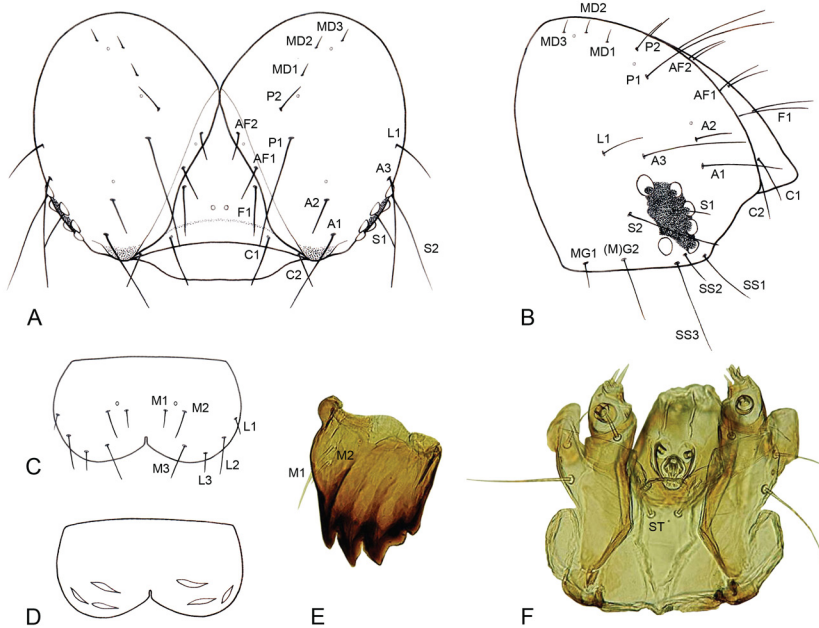 MD3
MD2
MD1
P2
AF2
P1
AF1
L1
A3
A2
F1
A1
S1
S2
C1
C2
A
MD2
MD3
MD1
P2
AF2
P1
AF1
F1
A2
L1
A3
A1
S1
C1
C2
S2
MG1
(M)G2
SS2
SS1
SS3
B
M1
M2
L1
M3
L2
L3
C
D
M1
M2
E
ST
F